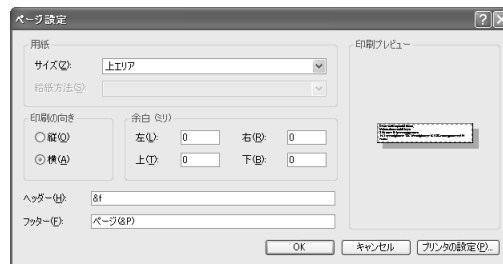 ページ設定
用紙
サイズ(Z): 上エリア
給紙方法(S):
印刷の向き
縦(O)
横(A)
余白 (ミリ)
左(L): 0 右(R): 0
上(T): 0 下(B): 0
ヘッダー(H): &f
フッター(F): ページ(&P)
印刷プレビュー
OK キャンセル プリンタの設定(P)...